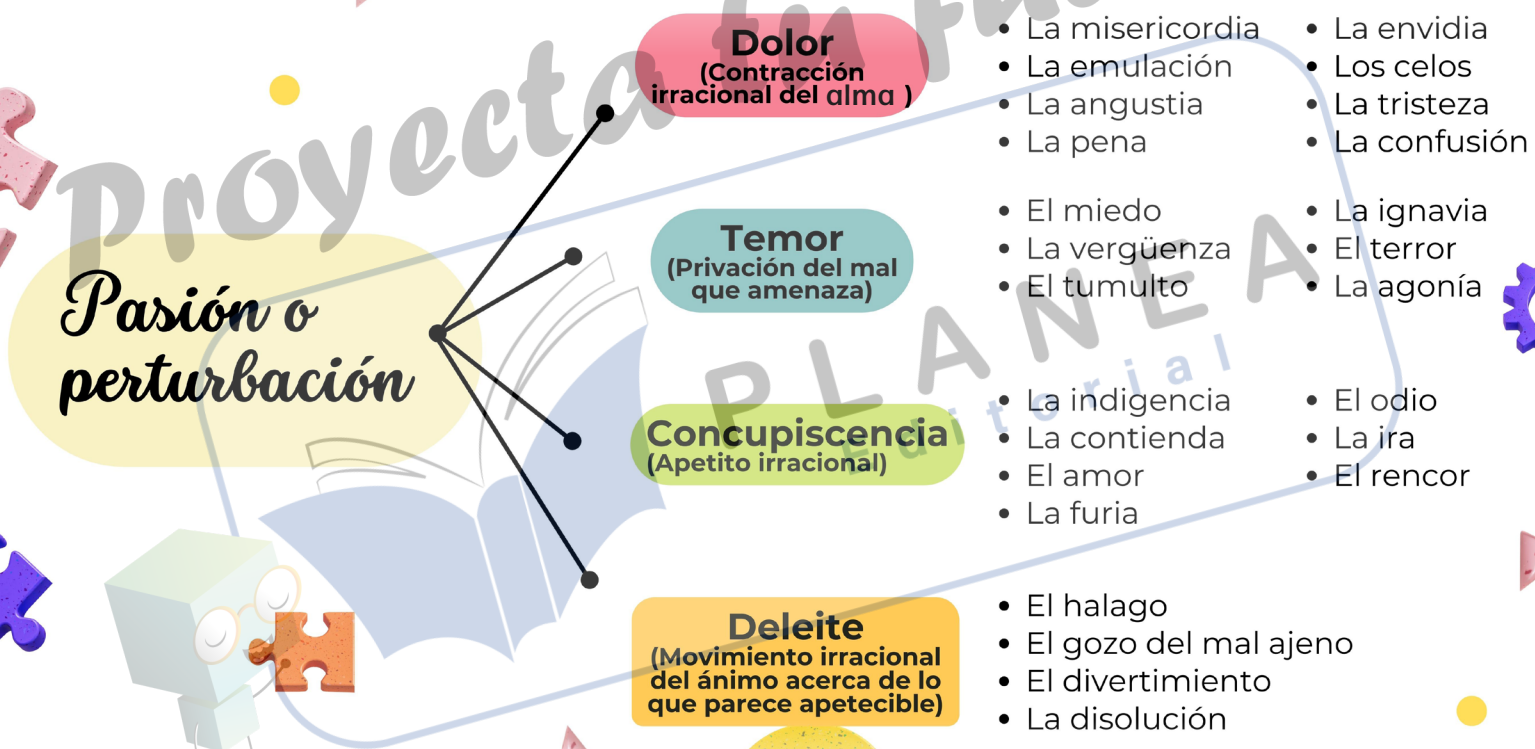 Proyecta tu fu
Pasión o
perturbación
Dolor
(Contracción
irracional del alma )
La misericordia
La emulación
La angustia
La pena
La envidia
Los celos
La tristeza
La confusión
Temor
(Privación del mal
que amenaza)
El miedo
La vergüenza
El tumulto
La ignavia
El terror
La agonía
PLANEA
Editorial
Concupiscencia
(Apetito irracional)
La indigencia
La contienda
El amor
La furia
El odio
La ira
El rencor
Deleite
(Movimiento irracional
del ánimo acerca de lo
que parece apetecible)
El halago
El gozo del mal ajeno
El divertimiento
La disolución